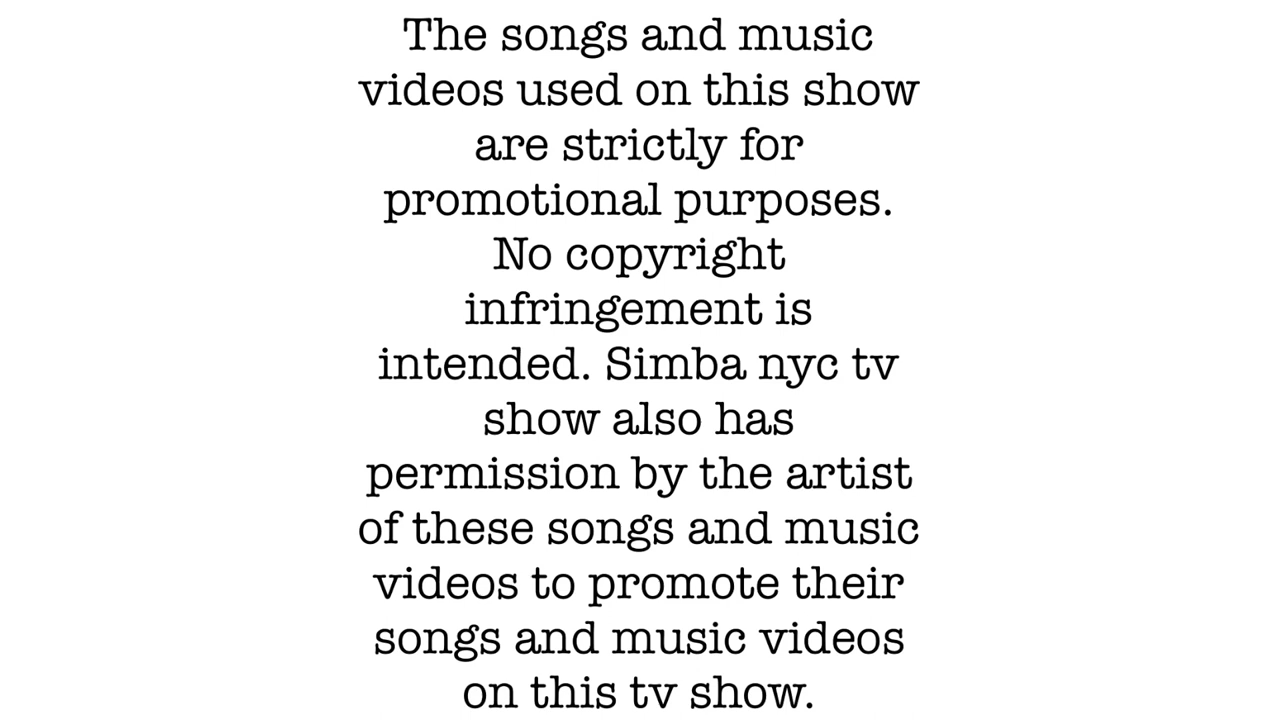 The songs and music
videos used on this show
are strictly for
promotional purposes.
No copyright
infringement is
intended. Simba nyc tv
show also has
permission by the artist
of these songs and music
videos to promote their
songs and music videos
on this tv show.